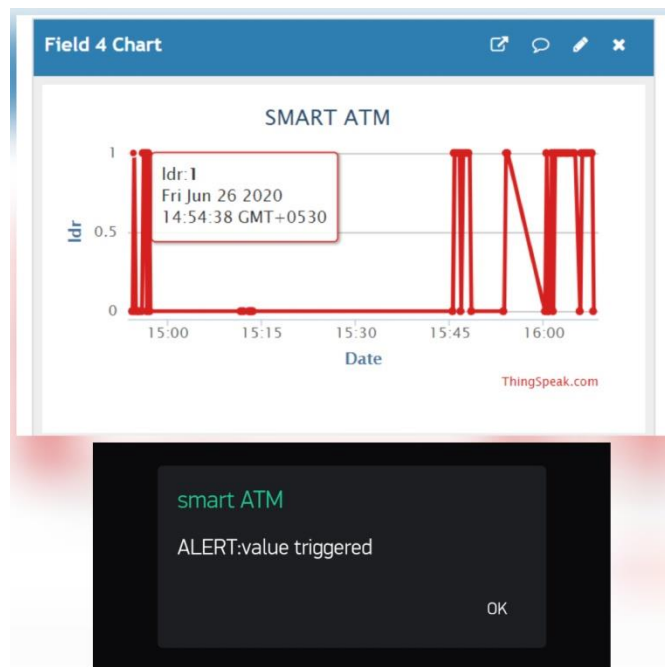 Field 4 Chart
SMART ATM
1
ldr:1
Fri Jun 26 2020
14:54:38 GMT+0530
ldr
0.5
0
15:00 15:15 15:30 15:45 16:00
Date
ThingSpeak.com
smart ATM
ALERT:value triggered
OK